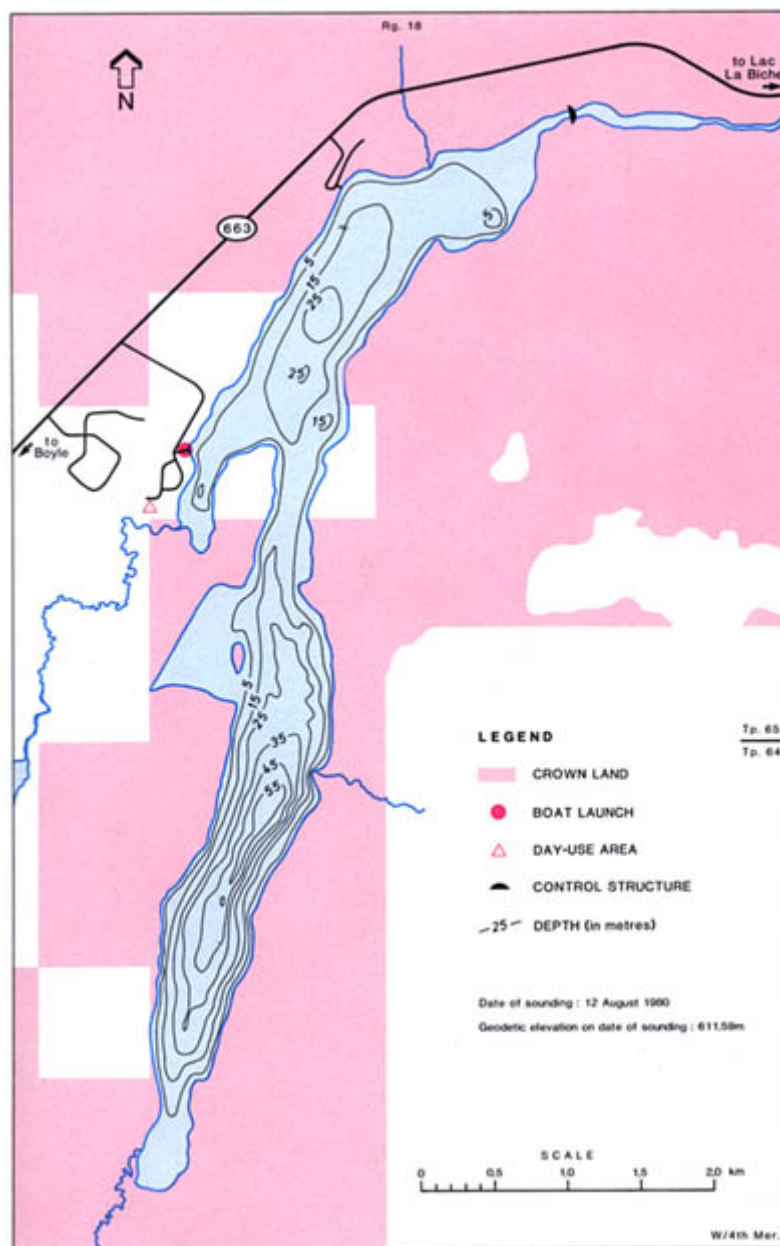 Rg. 18
to Lac
La Biche
N
663
5
5
15
25
25
15
to
Boyle
5
15
25
35
45
55
LEGEND
Tp. 65
Tp. 64
CROWN LAND
BOAT LAUNCH
DAY-USE AREA
CONTROL STRUCTURE
-25- DEPTH (in metres)
Date of sounding : 12 August 1980
Geodetic elevation on date of sounding : 611.59m
SCALE
0 0.5 1.0 1.5 2.0 km
W/4th Mer.